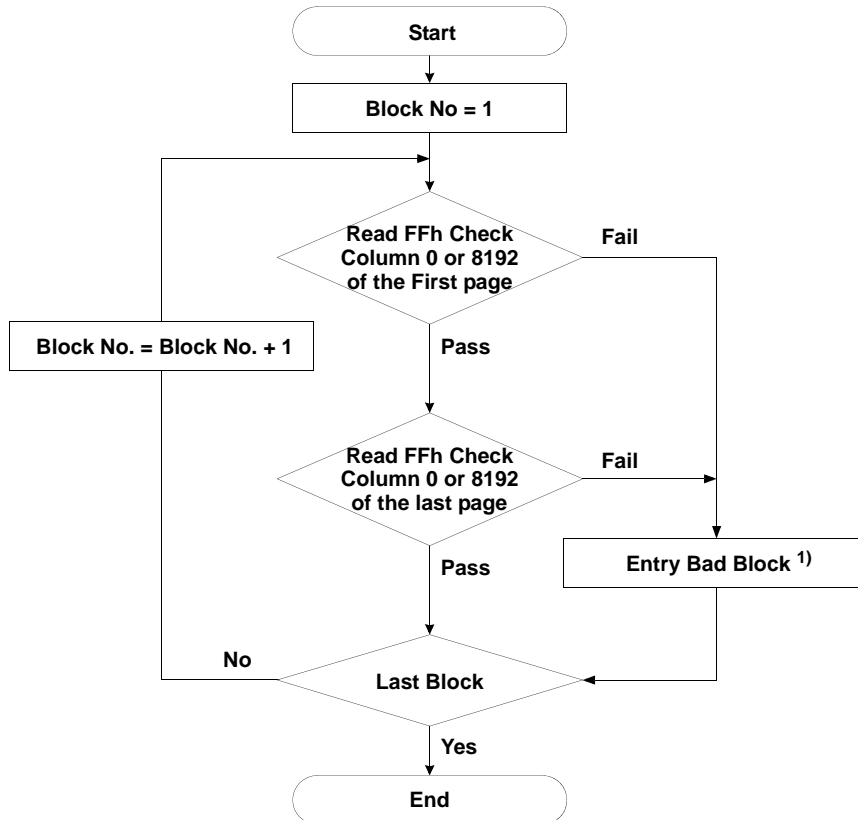 Start
Block No = 1
Read FFh Check
Column 0 or 8192
of the First page
Fail
Block No. = Block No. + 1
Pass
Read FFh Check
Column 0 or 8192
of the last page
Fail
Pass
Entry Bad Block 1)
No
Last Block
Yes
End